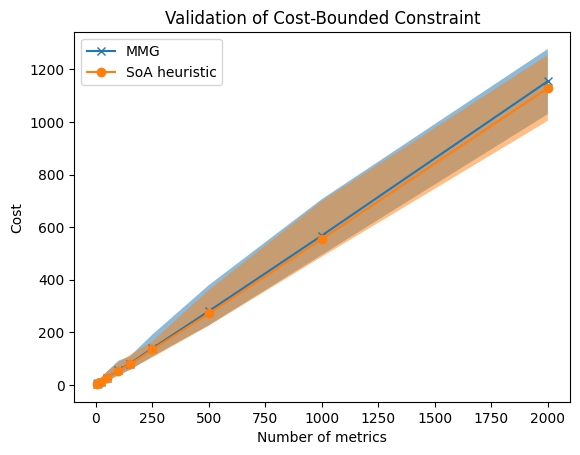 Validation of Cost-Bounded Constraint
MMG
SoA heuristic
1200
1000
800
600
400
200
0
Cost
0 250 500 750 1000 1250 1500 1750 2000
Number of metrics